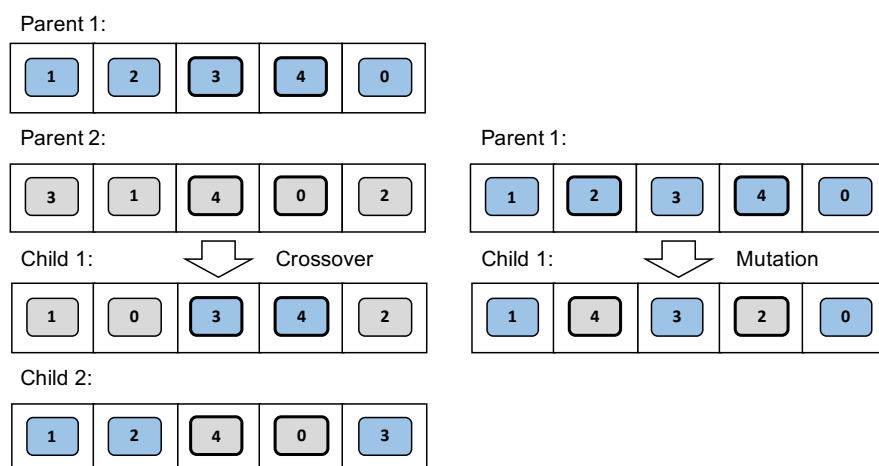 Parent 1:
1 2 3 4 0
Parent 2:
3 1 4 0 2
Child 1: Crossover
1 0 3 4 2
Child 2:
1 2 4 0 3
Parent 1:
1 2 3 4 0
Child 1: Mutation
1 4 3 2 0